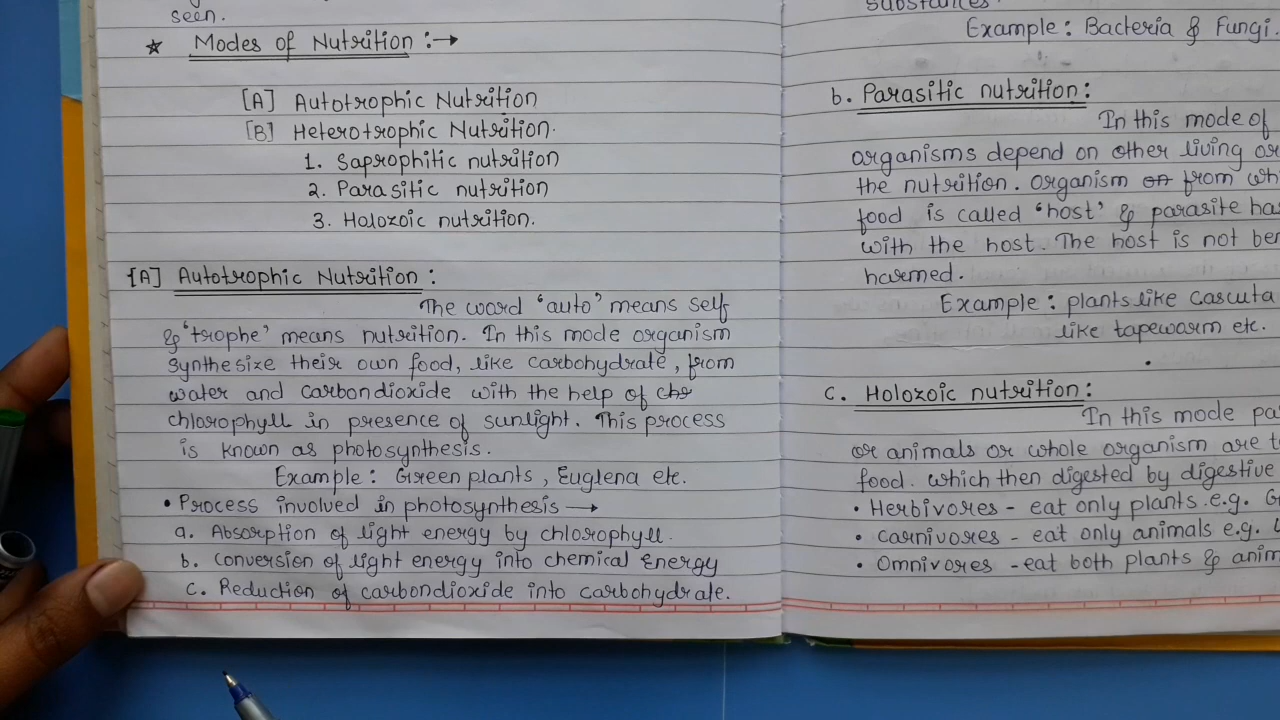 seen.
★ Modes of Nutrition :→
[A] Autotrophic Nutrition
[B] Heterotrophic Nutrition.
1. Saprophitic nutrition
2. Parasitic nutrition
3. Holozoic nutrition.
[A] Autotrophic Nutrition :
The word 'auto' means self
& 'trophe' means nutrition. In this mode organism
synthesize their own food, like carbohydrate, from
water and carbondioxide with the help of
chlorophyll in presence of sunlight. This process
is known as photosynthesis.
Example : Green plants, Euglena etc.
• Process involved in photosynthesis →
a. Absorption of light energy by chlorophyll.
b. Conversion of light energy into chemical Energy
c. Reduction of carbondioxide into carbohydrate.
substances.
Example : Bacteria & Fungi.
b. Parasitic nutrition :
In this mode of
organisms depend on other living
the nutrition. Organism from
food is called 'host' & parasite
with the host. The host is not
harmed.
Example : plants like Cascuta
like tapeworm etc.
c. Holozoic nutrition :
In this mode
or animals or whole organism are
food. which then digested by digestive
• Herbivores - eat only plants. e.g.
• Carnivores - eat only animals e.g.
• Omnivores - eat both plants &